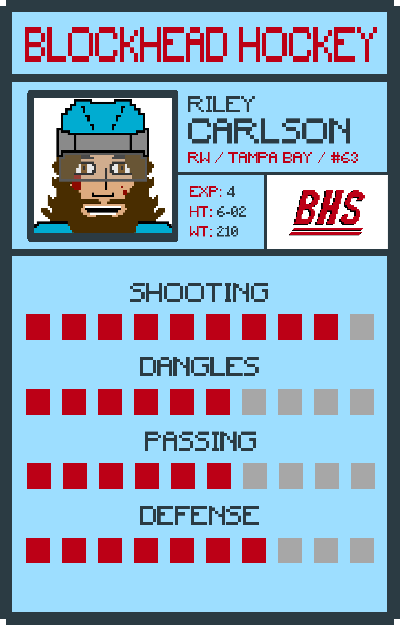 BLOCKHEAD HOCKEY
RILEY
CARLSON
RW / TAMPA BAY / #63
EXP: 4
HT: 6-02
WT: 210
BHS
SHOOTING
DANGLES
PASSING
DEFENSE